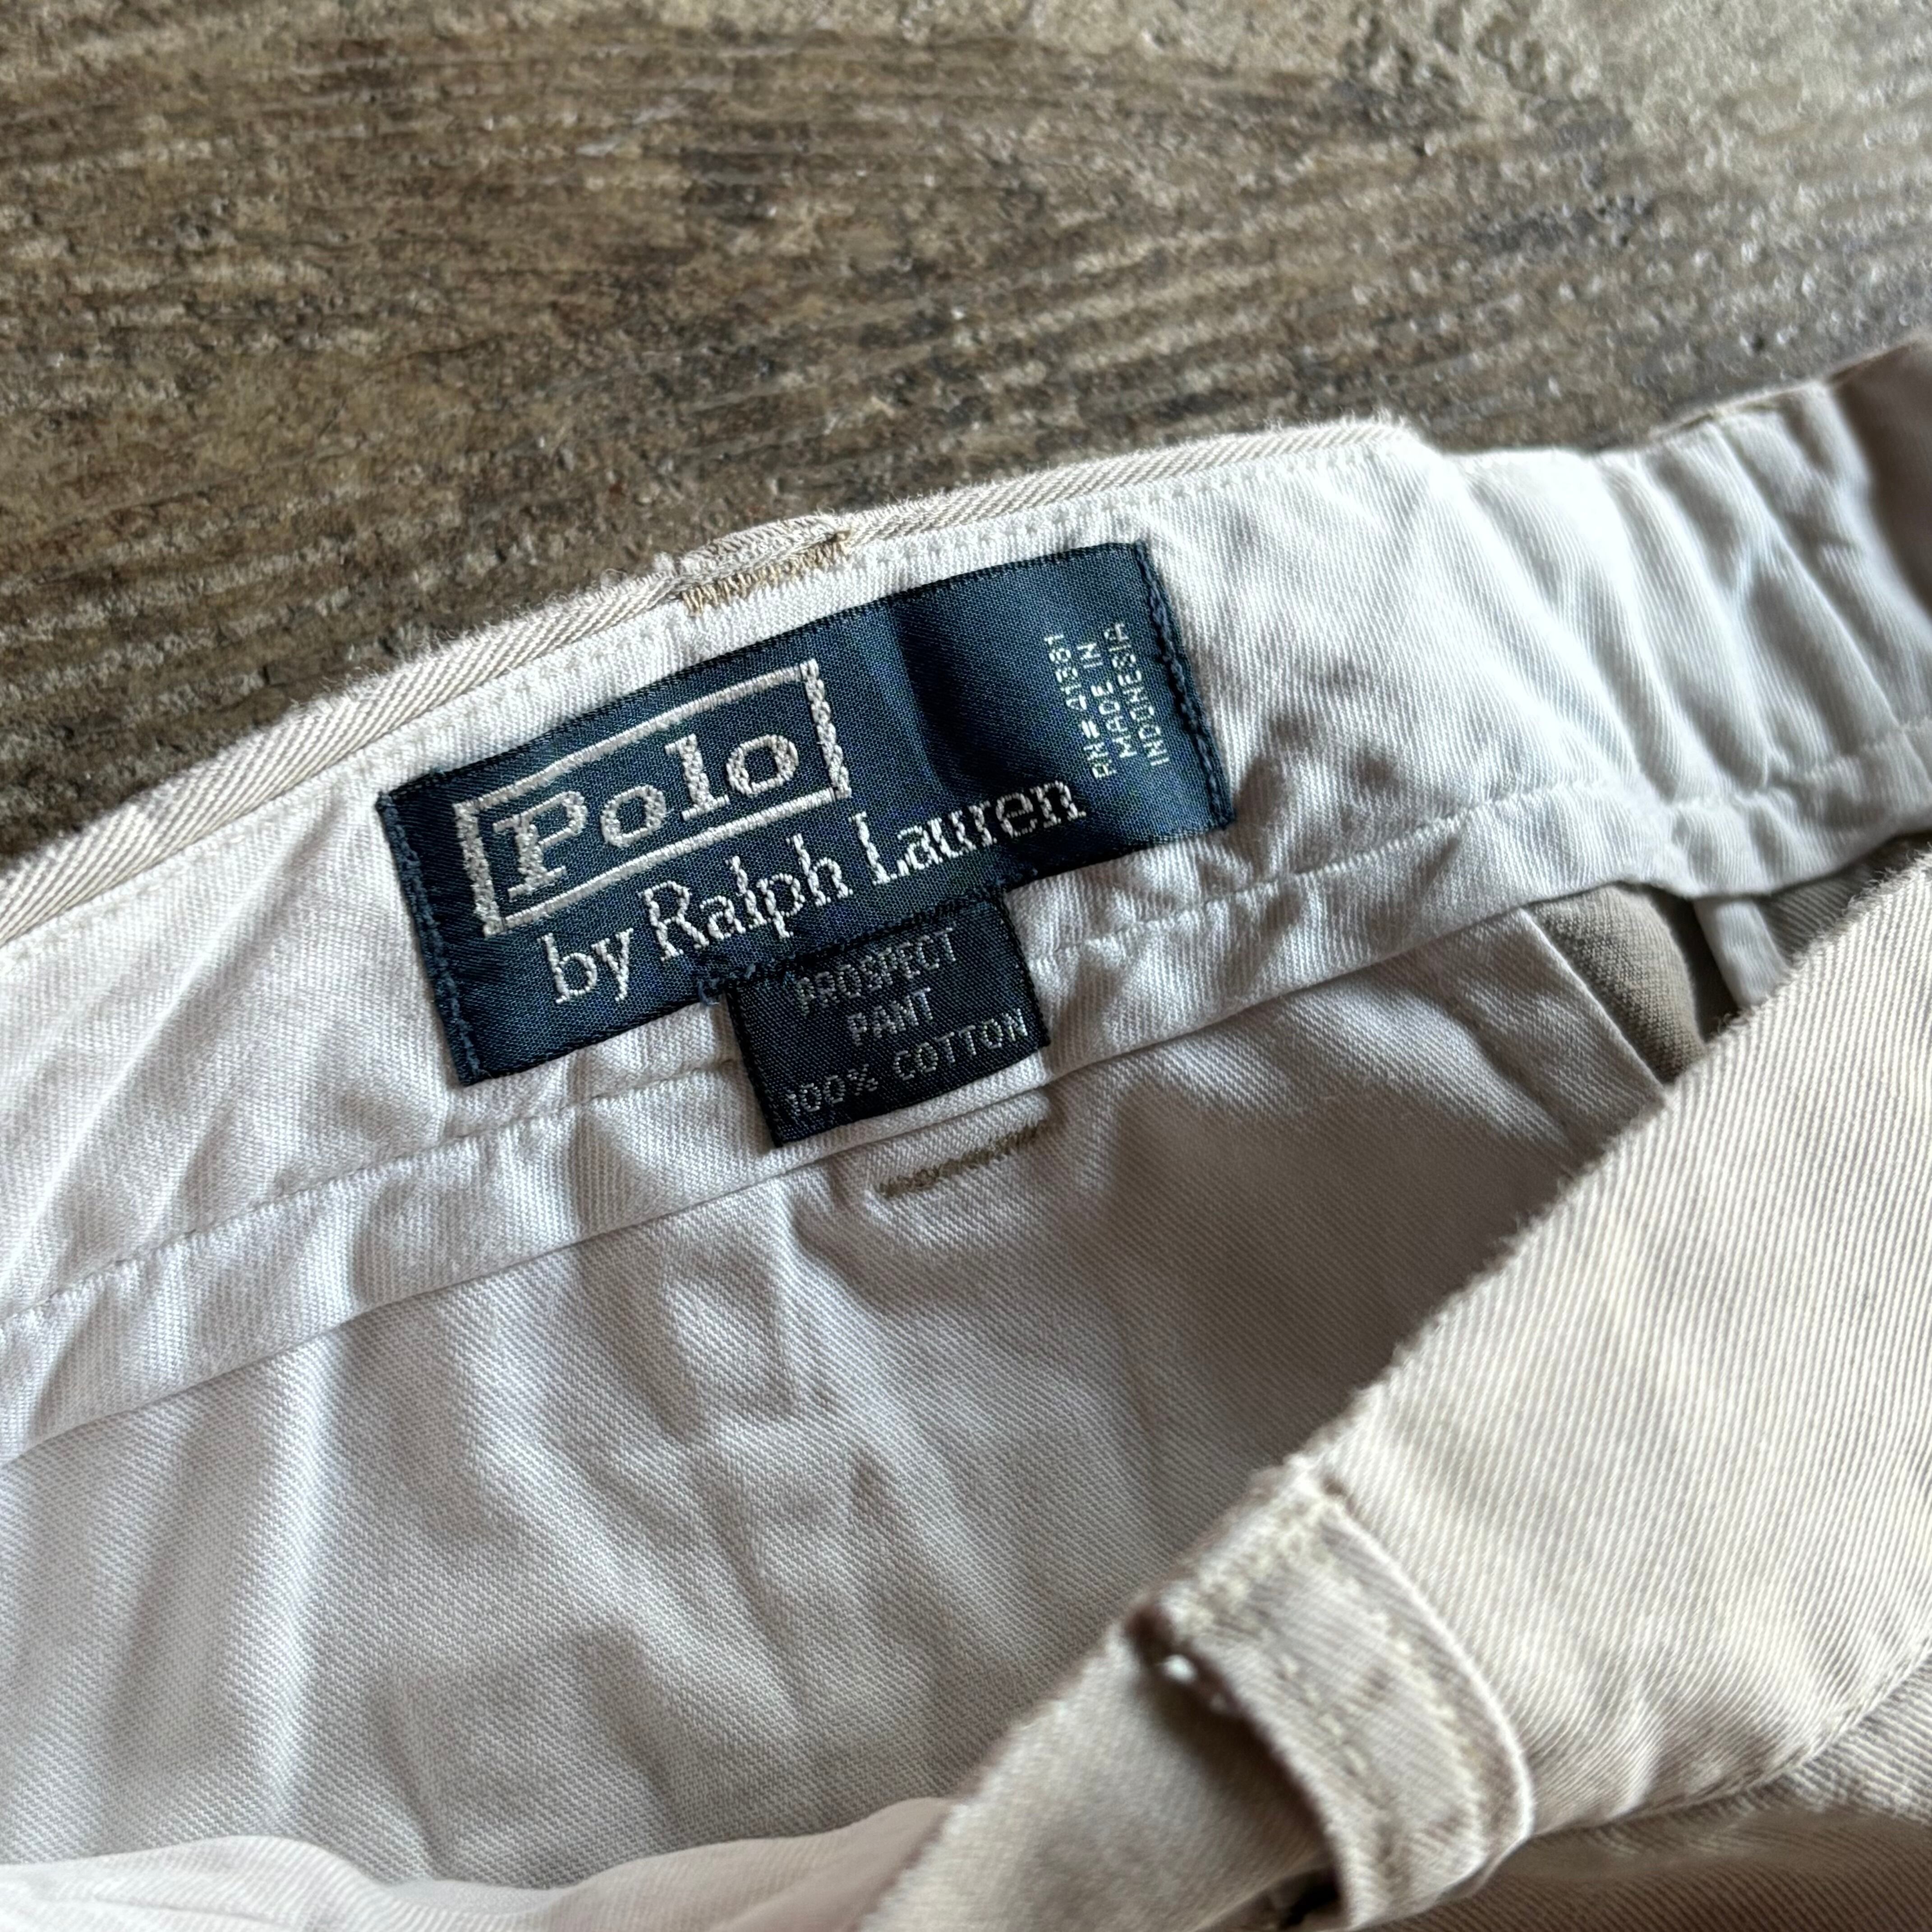 Polo
by Ralph Lauren
RN= 41381
MADE IN
INDONESIA
PROSPECT
PANT
100% COTTON